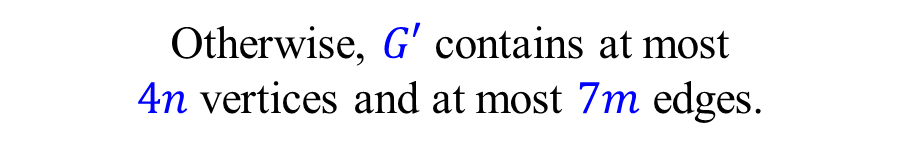 Otherwise, G′ contains at most
4n vertices and at most 7m edges.